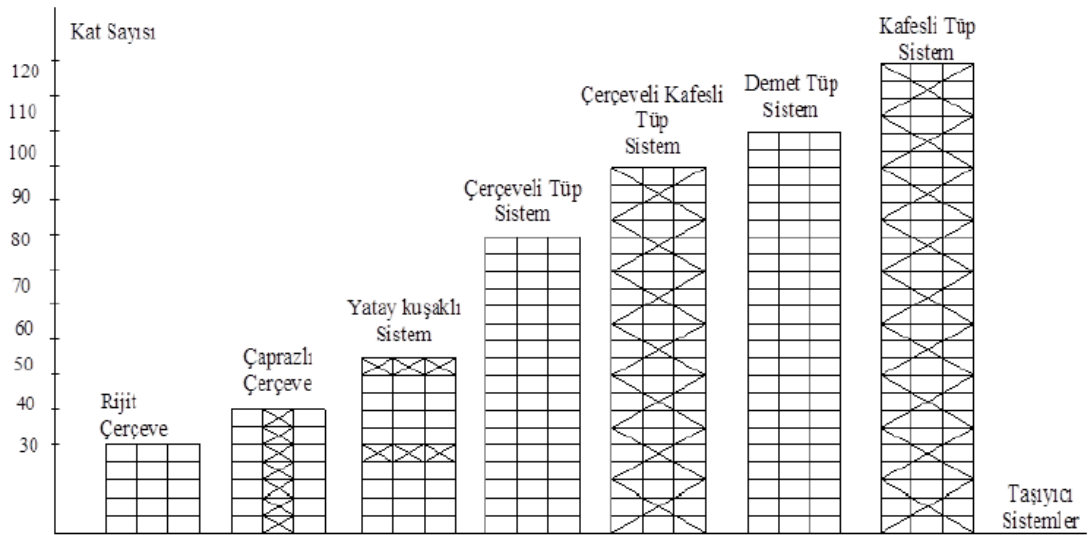 Kat Sayısı
120
110
100
90
80
70
60
50
40
30
Rijit
Çerçeve
Çaprazlı
Çerçeve
Yatay kuşaklı
Sistem
Çerçeveli Tüp
Sistem
Çerçeveli Kafesli
Tüp
Sistem
Demet Tüp
Sistem
Kafesli Tüp
Sistem
Taşıyıcı
Sistemler